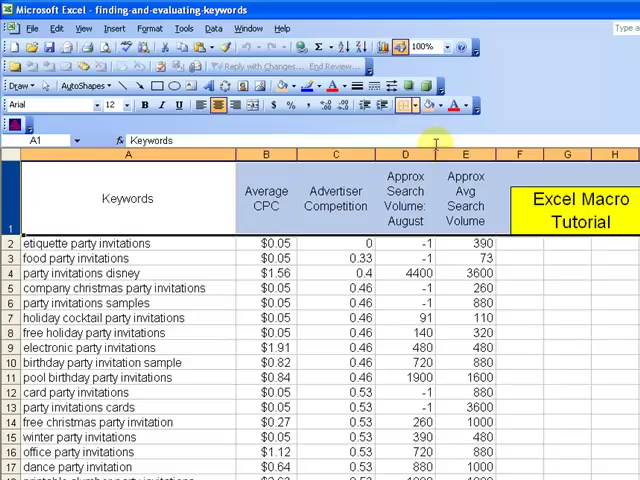 Microsoft Excel - finding-and-evaluating-keywords
File Edit View Insert Format Tools Data Window Help Type a
100%
Reply with Changes... End Review...
Draw AutoShapes
Arial 12 B I U $ %
A1 fx Keywords
A B C D E F G H
1 Keywords Average CPC Advertiser Competition Approx Search Volume: August Approx Avg Search Volume Excel Macro Tutorial
2 etiquette party invitations $0.05 0 -1 390
3 food party invitations $0.05 0.33 -1 73
4 party invitations disney $1.56 0.4 4400 3600
5 company christmas party invitations $0.05 0.46 -1 260
6 party invitations samples $0.05 0.46 -1 880
7 holiday cocktail party invitations $0.05 0.46 91 110
8 free holiday party invitations $0.05 0.46 140 320
9 electronic party invitations $1.91 0.46 480 480
10 birthday party invitation sample $0.82 0.46 720 880
11 pool birthday party invitations $0.84 0.46 1900 1600
12 card party invitations $0.05 0.53 -1 880
13 party invitations cards $0.05 0.53 -1 3600
14 free christmas party invitation $0.27 0.53 260 1000
15 winter party invitations $0.05 0.53 390 480
16 office party invitations $1.12 0.53 720 880
17 dance party invitation $0.64 0.53 880 1000